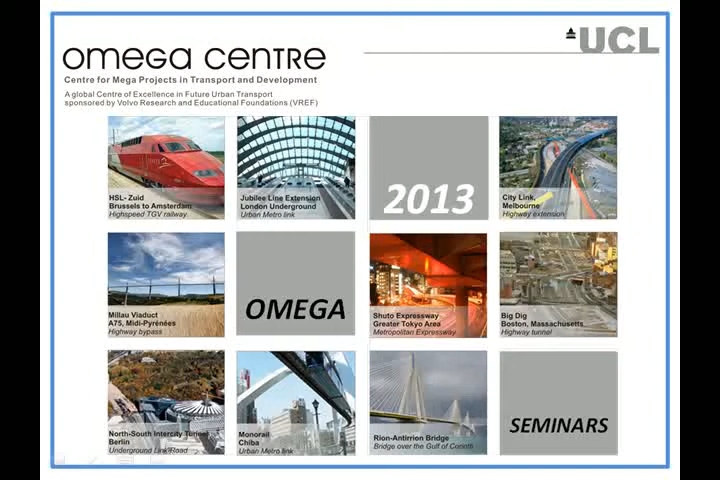 UCL
omega centre
Centre for Mega Projects in Transport and Development
A global Centre of Excellence in Future Urban Transport
sponsored by Volvo Research and Educational Foundations (VREF)
HSL- Zuid
Brussels to Amsterdam
Highspeed TGV railway
Jubilee Line Extension
London Underground
Urban Metro link
2013
City Link,
Melbourne
Highway extension
Millau Viaduct
A75, Midi-Pyrénées
Highway bypass
OMEGA
Shuto Expressway
Greater Tokyo Area
Metropolitan Expressway
Big Dig
Boston, Massachusetts
Highway tunnel
North-South Intercity Tunnel
Berlin
Underground Link/Road
Monorail
Chiba
Urban Metro link
Rion-Antirrion Bridge
Bridge over the Gulf of Corinth
SEMINARS